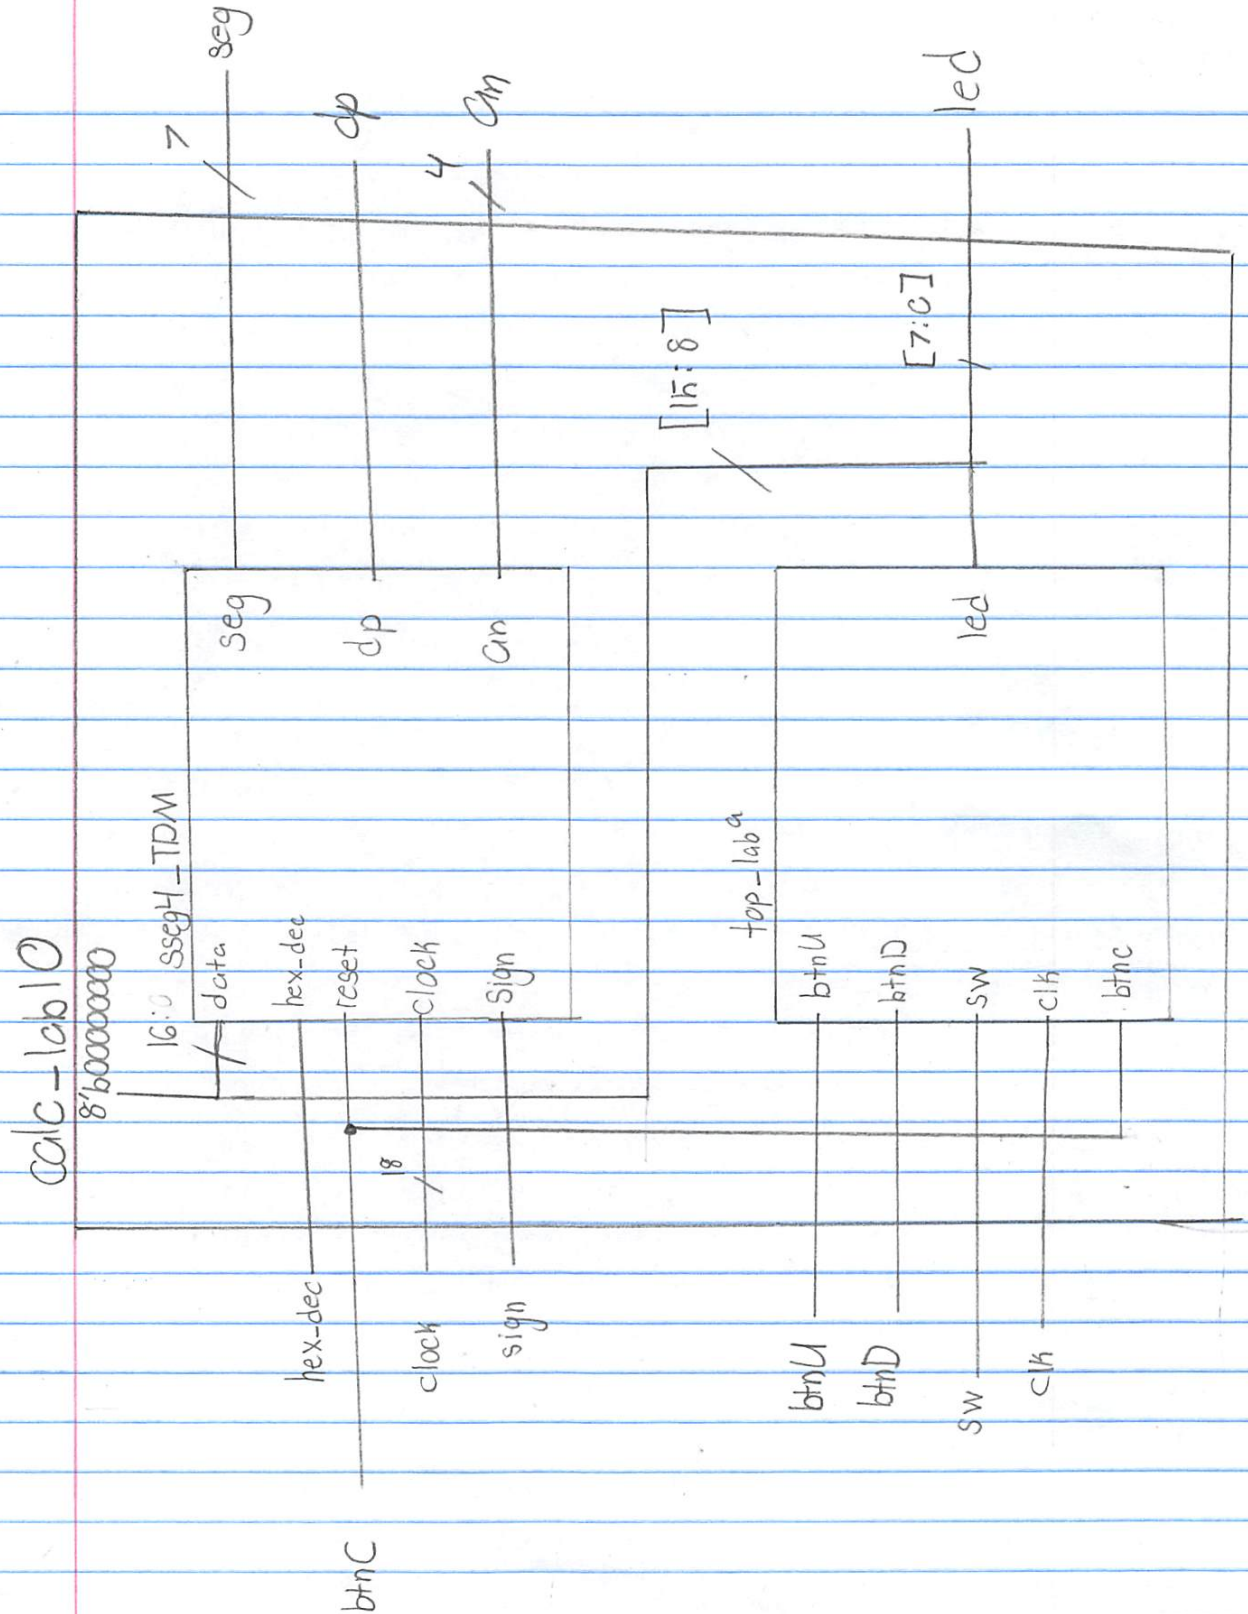 calc_lab10
8'b00000000
16:0
sseg4_TDM
data
hex_dec
reset
clock
sign
seg
dp
an
7
seg
dp
4
an
hex_dec
btnC
18
clock
sign
[15:8]
[7:0]
top_lab9
btnU
btnD
sw
clk
btnc
led
led
btnU
btnD
sw
clk